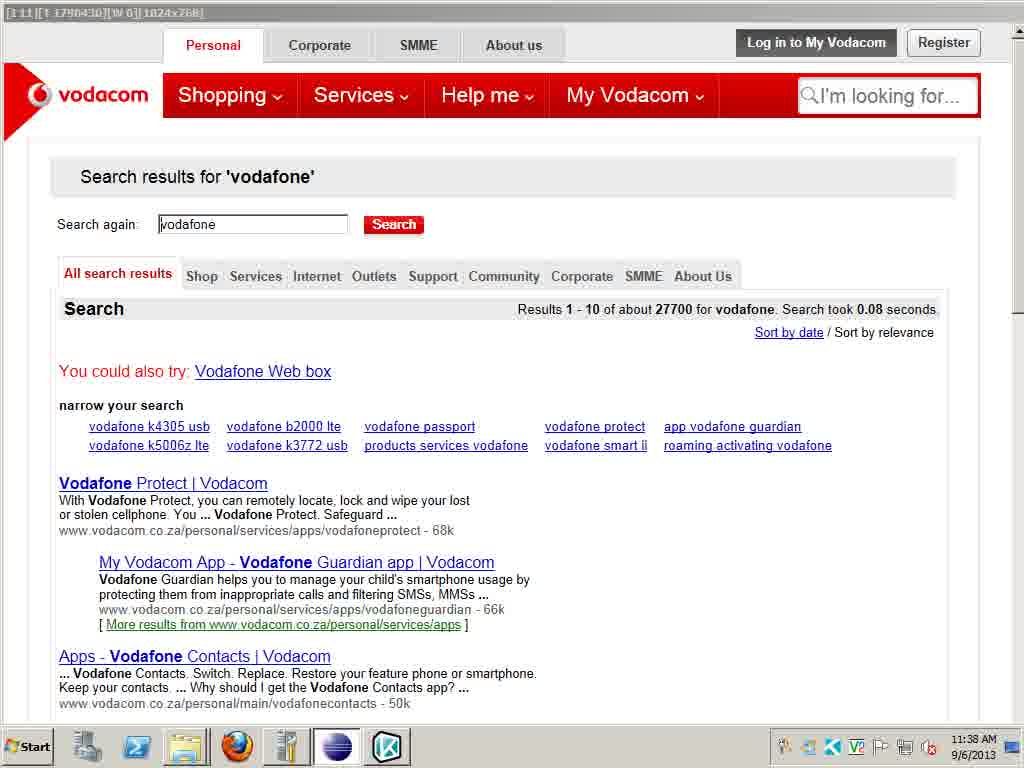 [1 11][T 1790430][W 0][1024x768]
Personal Corporate SMME About us Log in to My Vodacom Register
vodacom Shopping Services Help me My Vodacom I'm looking for...
Search results for 'vodafone'
Search again: vodafone Search
All search results Shop Services Internet Outlets Support Community Corporate SMME About Us
Search Results 1 - 10 of about 27700 for vodafone. Search took 0.08 seconds.
Sort by date / Sort by relevance
You could also try: Vodafone Web box
narrow your search
vodafone k4305 usb vodafone b2000 lte vodafone passport vodafone protect app vodafone guardian
vodafone k5006z lte vodafone k3772 usb products services vodafone vodafone smart ii roaming activating vodafone
Vodafone Protect | Vodacom
With Vodafone Protect, you can remotely locate, lock and wipe your lost
or stolen cellphone. You ... Vodafone Protect. Safeguard ...
www.vodacom.co.za/personal/services/apps/vodafoneprotect - 68k
My Vodacom App - Vodafone Guardian app | Vodacom
Vodafone Guardian helps you to manage your child's smartphone usage by
protecting them from inappropriate calls and filtering SMSs, MMSs ...
www.vodacom.co.za/personal/services/apps/vodafoneguardian - 66k
[ More results from www.vodacom.co.za/personal/services/apps ]
Apps - Vodafone Contacts | Vodacom
... Vodafone Contacts. Switch. Replace. Restore your feature phone or smartphone.
Keep your contacts. ... Why should I get the Vodafone Contacts app? ...
www.vodacom.co.za/personal/main/vodafonecontacts - 50k
Start 11:38 AM
9/6/2013